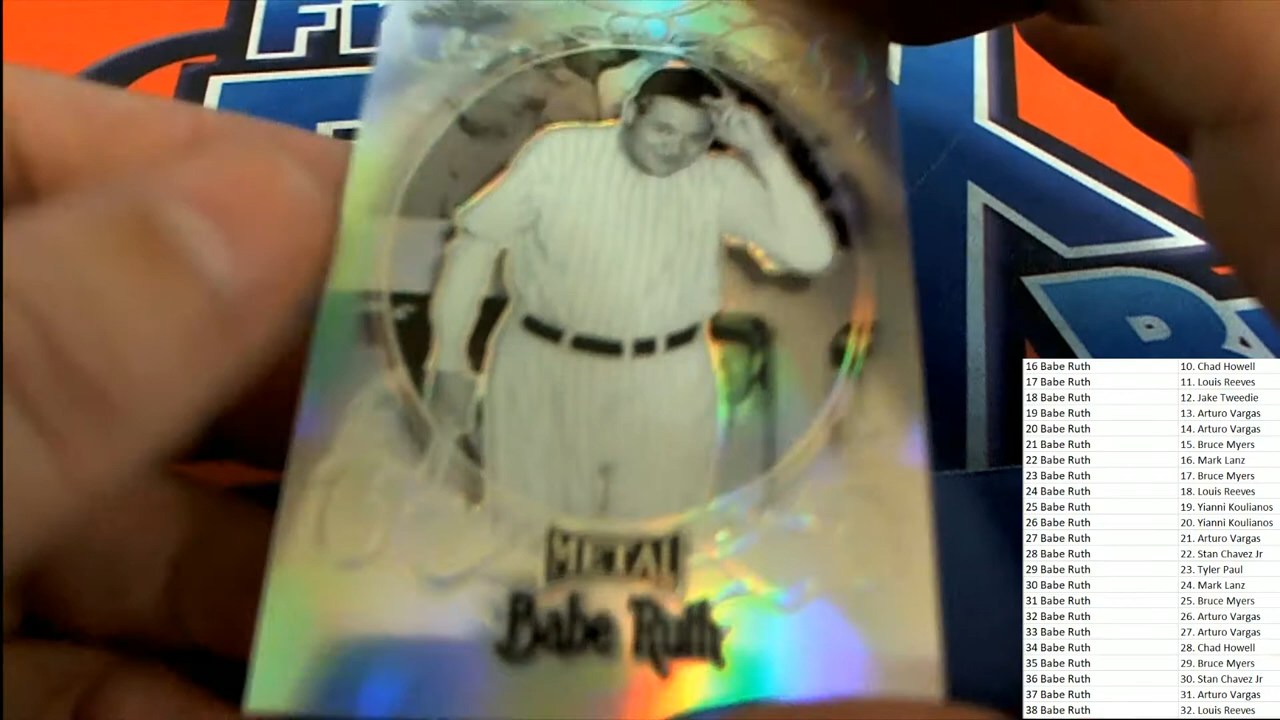 METAL
Babe Ruth
16 Babe Ruth 10. Chad Howell
17 Babe Ruth 11. Louis Reeves
18 Babe Ruth 12. Jake Tweedie
19 Babe Ruth 13. Arturo Vargas
20 Babe Ruth 14. Arturo Vargas
21 Babe Ruth 15. Bruce Myers
22 Babe Ruth 16. Mark Lanz
23 Babe Ruth 17. Bruce Myers
24 Babe Ruth 18. Louis Reeves
25 Babe Ruth 19. Yianni Koulianos
26 Babe Ruth 20. Yianni Koulianos
27 Babe Ruth 21. Arturo Vargas
28 Babe Ruth 22. Stan Chavez Jr
29 Babe Ruth 23. Tyler Paul
30 Babe Ruth 24. Mark Lanz
31 Babe Ruth 25. Bruce Myers
32 Babe Ruth 26. Arturo Vargas
33 Babe Ruth 27. Arturo Vargas
34 Babe Ruth 28. Chad Howell
35 Babe Ruth 29. Bruce Myers
36 Babe Ruth 30. Stan Chavez Jr
37 Babe Ruth 31. Arturo Vargas
38 Babe Ruth 32. Louis Reeves